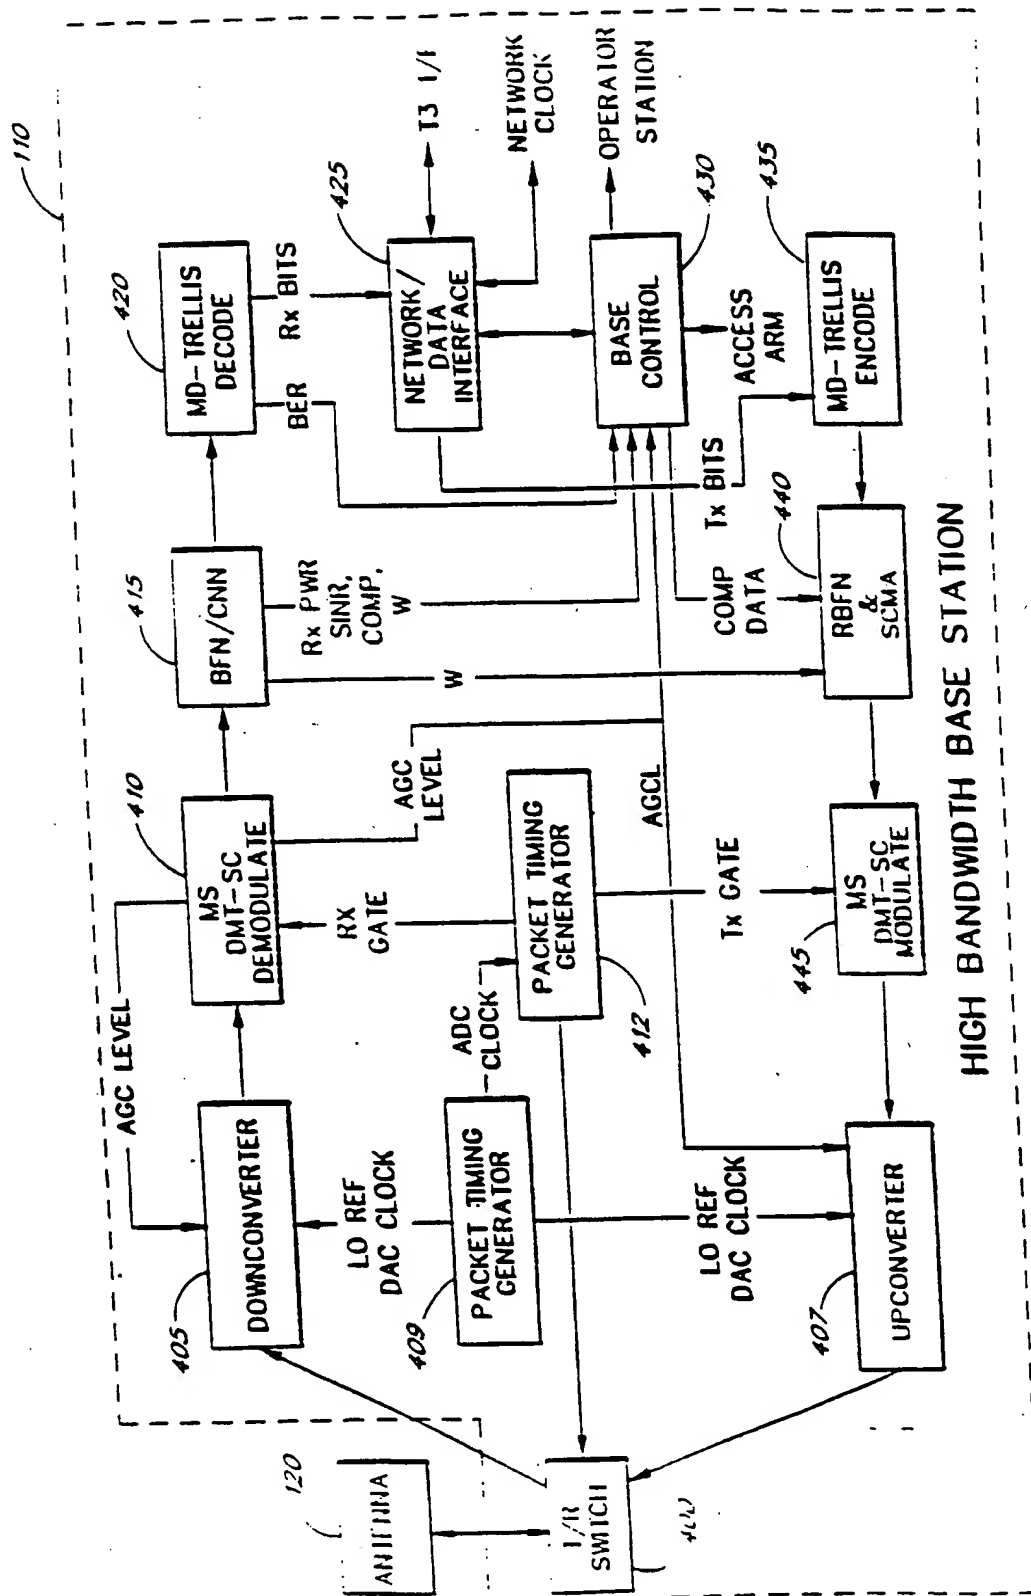 110
420
MD-TRELLIS
DECODE
BER
Rx BITS
425
NETWORK/
DATA
INTERFACE
T3 I/F
NETWORK
CLOCK
OPERATOR
STATION
BASE
CONTROL
430
ACCESS
ARM
435
MD-TRELLIS
ENCODE
415
BFN/CNN
Rx PWR
SINR,
COMP,
W
W
COMP
DATA
Tx BITS
440
RBFN
&
SCMA
410
MS
DMT-SC
DEMODULATE
AGC
LEVEL
RX
GATE
PACKET TIMING
GENERATOR
412
AGCL
Tx GATE
MS
DMT-SC
MODULATE
445
AGC LEVEL
DOWNCONVERTER
405
LO REF
DAC CLOCK
ADC
CLOCK
PACKET TIMING
GENERATOR
409
LO REF
DAC CLOCK
UPCONVERTER
407
120
ANTENNA
SWITCH
400
HIGH BANDWIDTH BASE STATION